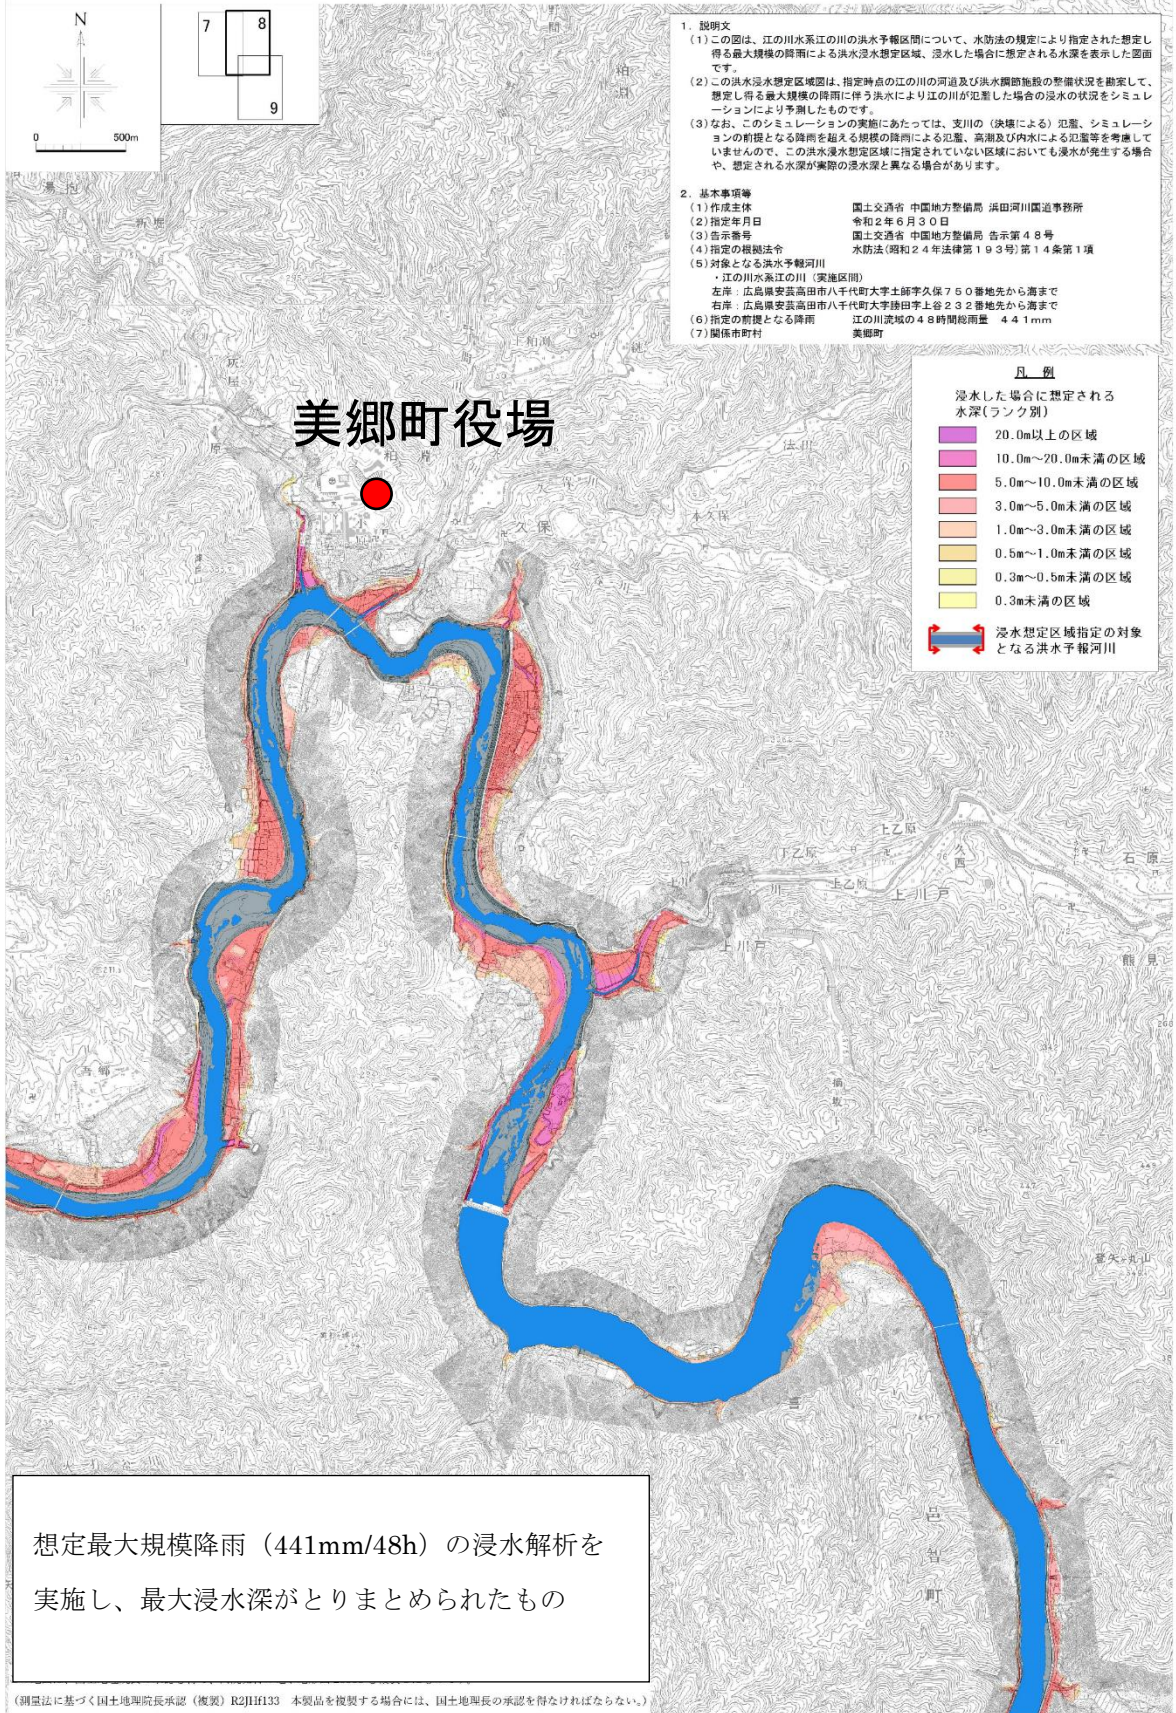 N
0 500m
7
8
9
1. 説明文
(1)この図は、江の川水系江の川の洪水予報区間について、水防法の規定により指定された想定し
得る最大規模の降雨による洪水浸水想定区域、浸水した場合に想定される水深を表示した図面
です。
(2)この洪水浸水想定区域図は、指定時点の江の川の河道及び洪水調節施設の整備状況を勘案して、
想定し得る最大規模の降雨に伴う洪水により江の川が氾濫した場合の浸水の状況をシミュレ
ーションにより予測したものです。
(3)なお、このシミュレーションの実施にあたっては、支川の(決壊による)氾濫、シミュレーシ
ョンの前提となる降雨を超える規模の降雨による氾濫、高潮及び内水による氾濫等を考慮して
いませんので、この洪水浸水想定区域に指定されていない区域においても浸水が発生する場合
や、想定される水深が実際の浸水深と異なる場合があります。
2. 基本事項等
(1)作成主体 国土交通省 中国地方整備局 浜田河川国道事務所
(2)指定年月日 令和2年6月30日
(3)告示番号 国土交通省 中国地方整備局 告示第48号
(4)指定の根拠法令 水防法(昭和24年法律第193号)第14条第1項
(5)対象となる洪水予報河川
・江の川水系江の川(実施区間)
左岸:広島県安芸高田市八千代町大字土師字久保750番地先から海まで
右岸:広島県安芸高田市八千代町大字勝田字上谷232番地先から海まで
(6)指定の前提となる降雨 江の川流域の48時間総雨量 441mm
(7)関係市町村 美郷町
凡 例
浸水した場合に想定される
水深(ランク別)
20.0m以上の区域
10.0m~20.0m未満の区域
5.0m~10.0m未満の区域
3.0m~5.0m未満の区域
1.0m~3.0m未満の区域
0.5m~1.0m未満の区域
0.3m~0.5m未満の区域
0.3m未満の区域
浸水想定区域指定の対象
となる洪水予報河川
美郷町役場
柏渕
湯抱
上柏渕
法川
久保
本久保
上乙原
下乙原
上乙原
久西
石原
上川戸
上川戸
熊見
吾郷
登矢ヶ丸山
邑智町
想定最大規模降雨(441mm/48h)の浸水解析を
実施し、最大浸水深がとりまとめられたもの
(測量法に基づく国土地理院長承認(複製)R2JHf133 本製品を複製する場合には、国土地理長の承認を得なければならない。)